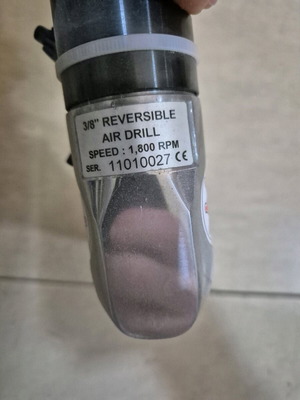 3/8" REVERSIBLE
AIR DRILL
SPEED : 1,800 RPM
SER. 11010027 CE